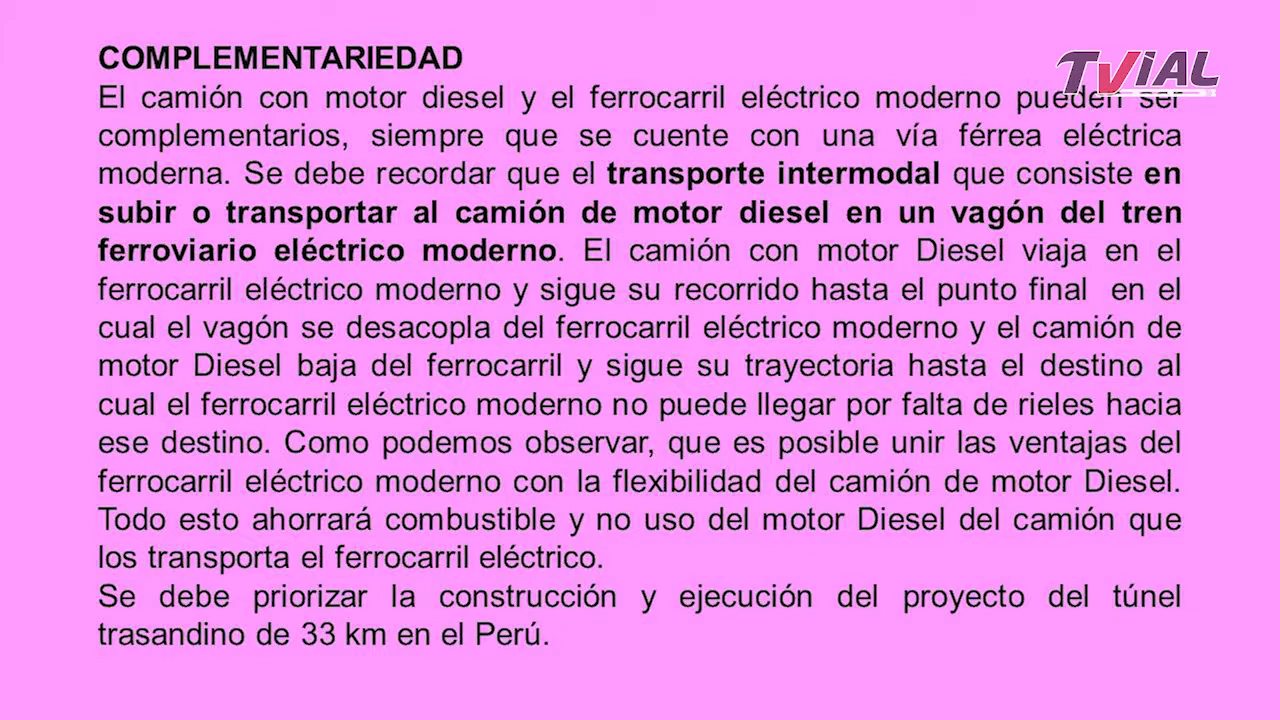 COMPLEMENTARIEDAD
TVIAL
El camión con motor diesel y el ferrocarril eléctrico moderno pueden ser
complementarios, siempre que se cuente con una vía férrea eléctrica
moderna. Se debe recordar que el transporte intermodal que consiste en
subir o transportar al camión de motor diesel en un vagón del tren
ferroviario eléctrico moderno. El camión con motor Diesel viaja en el
ferrocarril eléctrico moderno y sigue su recorrido hasta el punto final en el
cual el vagón se desacopla del ferrocarril eléctrico moderno y el camión de
motor Diesel baja del ferrocarril y sigue su trayectoria hasta el destino al
cual el ferrocarril eléctrico moderno no puede llegar por falta de rieles hacia
ese destino. Como podemos observar, que es posible unir las ventajas del
ferrocarril eléctrico moderno con la flexibilidad del camión de motor Diesel.
Todo esto ahorrará combustible y no uso del motor Diesel del camión que
los transporta el ferrocarril eléctrico.
Se debe priorizar la construcción y ejecución del proyecto del túnel
trasandino de 33 km en el Perú.